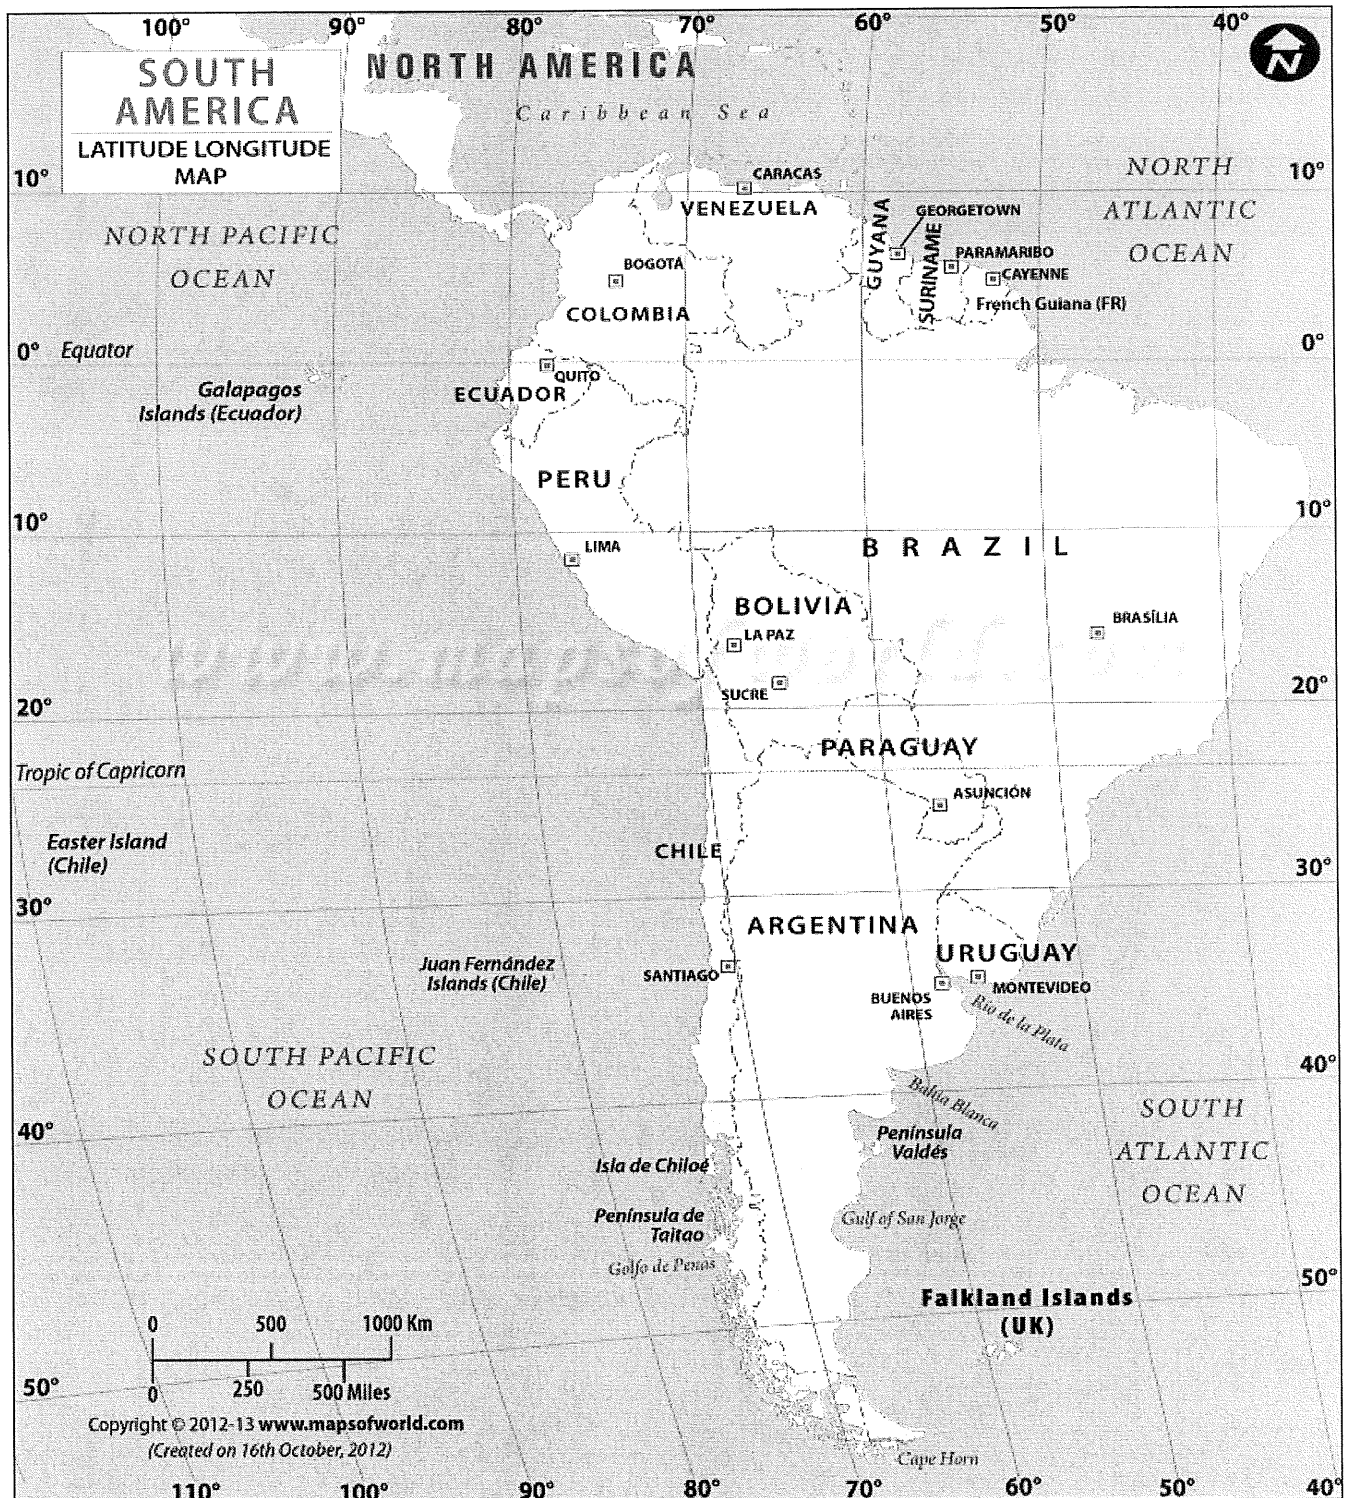 100° 90° 80° 70° 60° 50° 40°
SOUTH
AMERICA
LATITUDE LONGITUDE
MAP
NORTH AMERICA
N
Caribbean Sea
10°
10°
NORTH
ATLANTIC
OCEAN
CARACAS
VENEZUELA
GUYANA
GEORGETOWN
SURINAME
PARAMARIBO
CAYENNE
French Guiana (FR)
NORTH PACIFIC
OCEAN
BOGOTÁ
COLOMBIA
0°
Equator
0°
QUITO
ECUADOR
Galapagos
Islands (Ecuador)
PERU
10°
10°
LIMA
BRAZIL
BOLIVIA
LA PAZ
BRASÍLIA
SUCRE
20°
20°
PARAGUAY
Tropic of Capricorn
ASUNCIÓN
Easter Island
(Chile)
CHILE
30°
30°
ARGENTINA
URUGUAY
Juan Fernández
Islands (Chile)
SANTIAGO
BUENOS
AIRES
MONTEVIDEO
Rio de la Plata
SOUTH PACIFIC
OCEAN
40°
40°
Bahia Blanca
SOUTH
ATLANTIC
OCEAN
Península
Valdés
Isla de Chiloé
Península de
Taitao
Gulf of San Jorge
Golfo de Penas
50°
Falkland Islands
(UK)
0 500 1000 Km
0 250 500 Miles
50°
Copyright © 2012-13 www.mapsofworld.com
(Created on 16th October, 2012)
Cape Horn
110° 100° 90° 80° 70° 60° 50° 40°